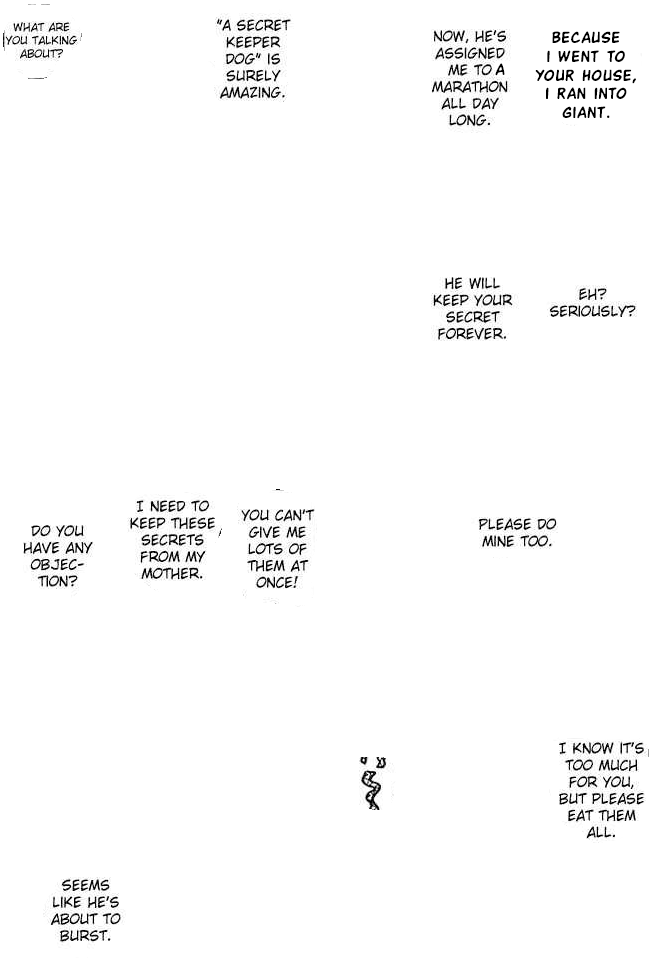 BECAUSE
I WENT TO
YOUR HOUSE,
I RAN INTO
GIANT.
NOW, HE'S
ASSIGNED
ME TO A
MARATHON
ALL DAY
LONG.
"A SECRET
KEEPER
DOG" IS
SURELY
AMAZING.
WHAT ARE
YOU TALKING
ABOUT?
EH?
SERIOUSLY?
HE WILL
KEEP YOUR
SECRET
FOREVER.
PLEASE DO
MINE TOO.
YOU CAN'T
GIVE ME
LOTS OF
THEM AT
ONCE!
I NEED TO
KEEP THESE
SECRETS
FROM MY
MOTHER.
DO YOU
HAVE ANY
OBJEC-
TION?
I KNOW IT'S
TOO MUCH
FOR YOU,
BUT PLEASE
EAT THEM
ALL.
SEEMS
LIKE HE'S
ABOUT TO
BURST.